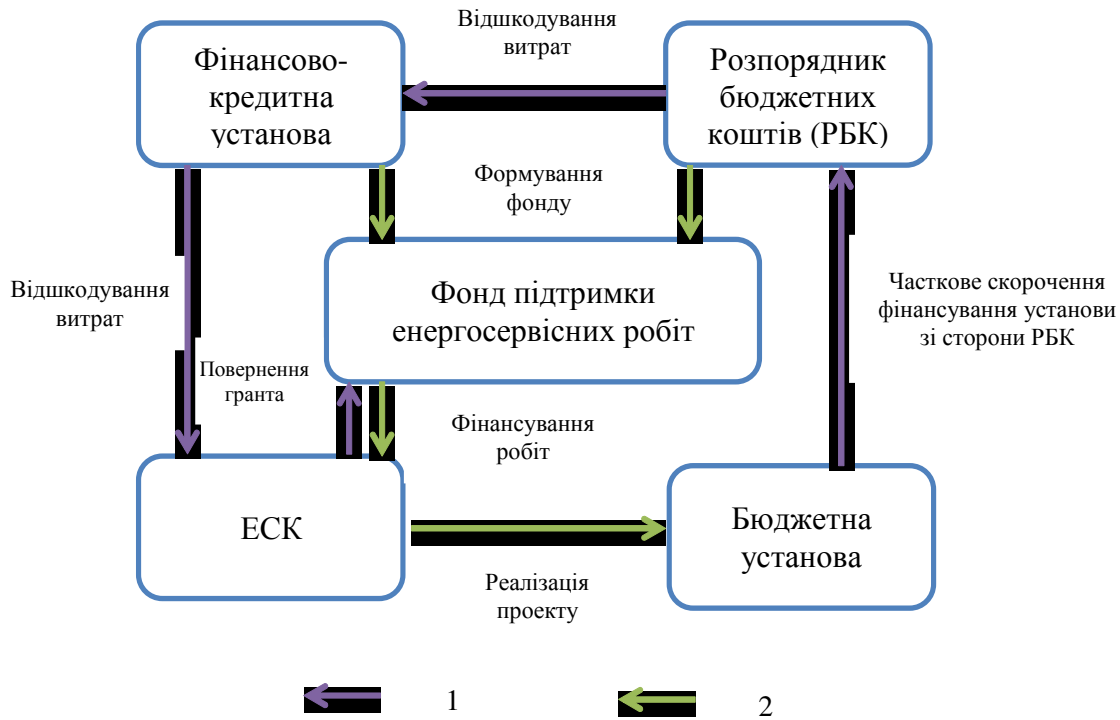 Відшкодування
витрат
Фінансово-
кредитна
установа
Розпорядник
бюджетних
коштів (РБК)
Формування
фонду
Фонд підтримки
енергосервісних робіт
Відшкодування
витрат
Часткове скорочення
фінансування установи
зі сторони РБК
Повернення
гранта
Фінансування
робіт
ЕСК
Бюджетна
установа
Реалізація
проекту
1
2